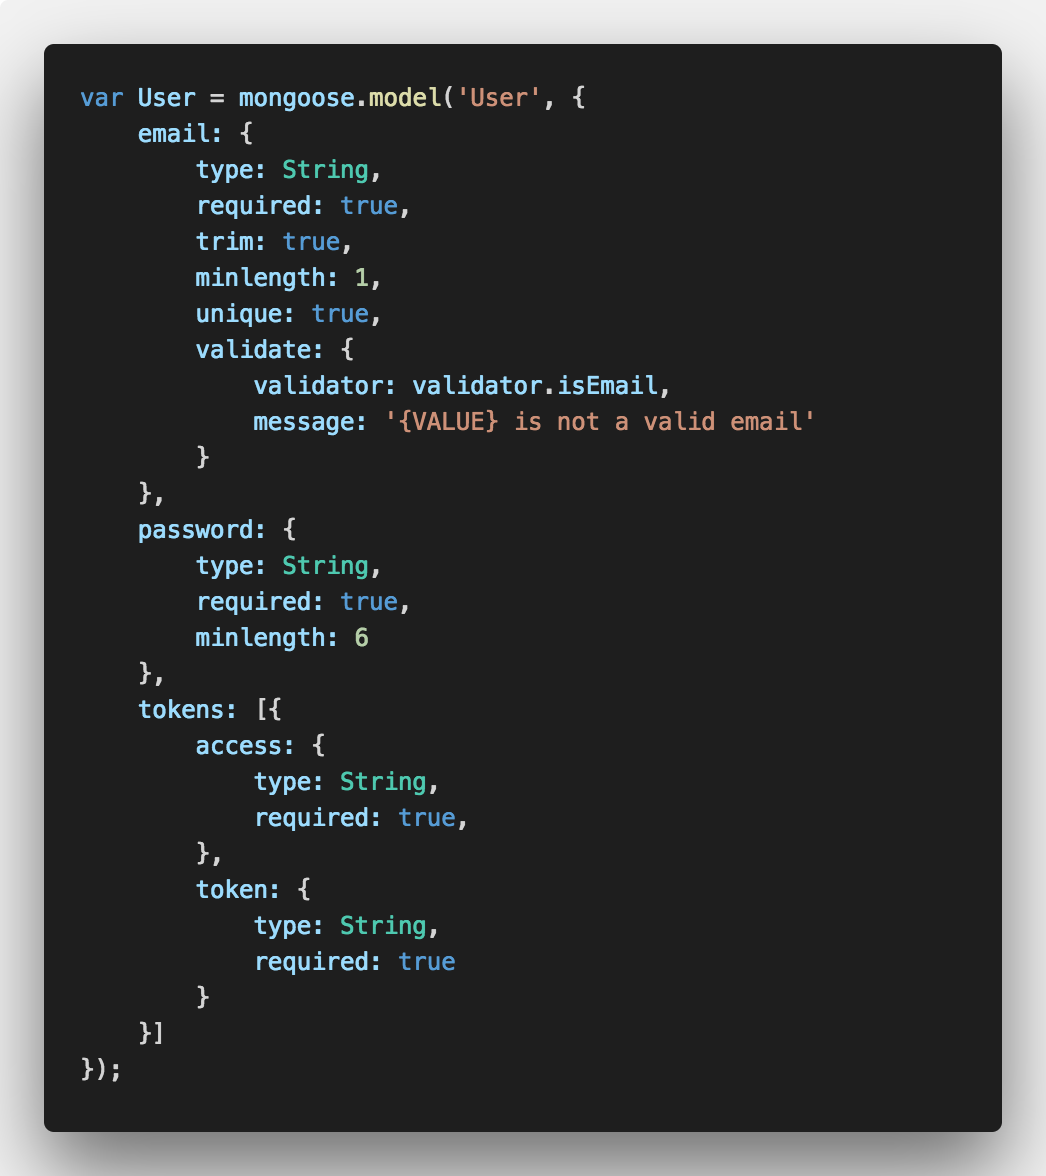 var User = mongoose.model('User', {
    email: {
        type: String,
        required: true,
        trim: true,
        minlength: 1,
        unique: true,
        validate: {
            validator: validator.isEmail,
            message: '{VALUE} is not a valid email'
        }
    },
    password: {
        type: String,
        required: true,
        minlength: 6
    },
    tokens: [{
        access: {
            type: String,
            required: true,
        },
        token: {
            type: String,
            required: true
        }
    }]
});